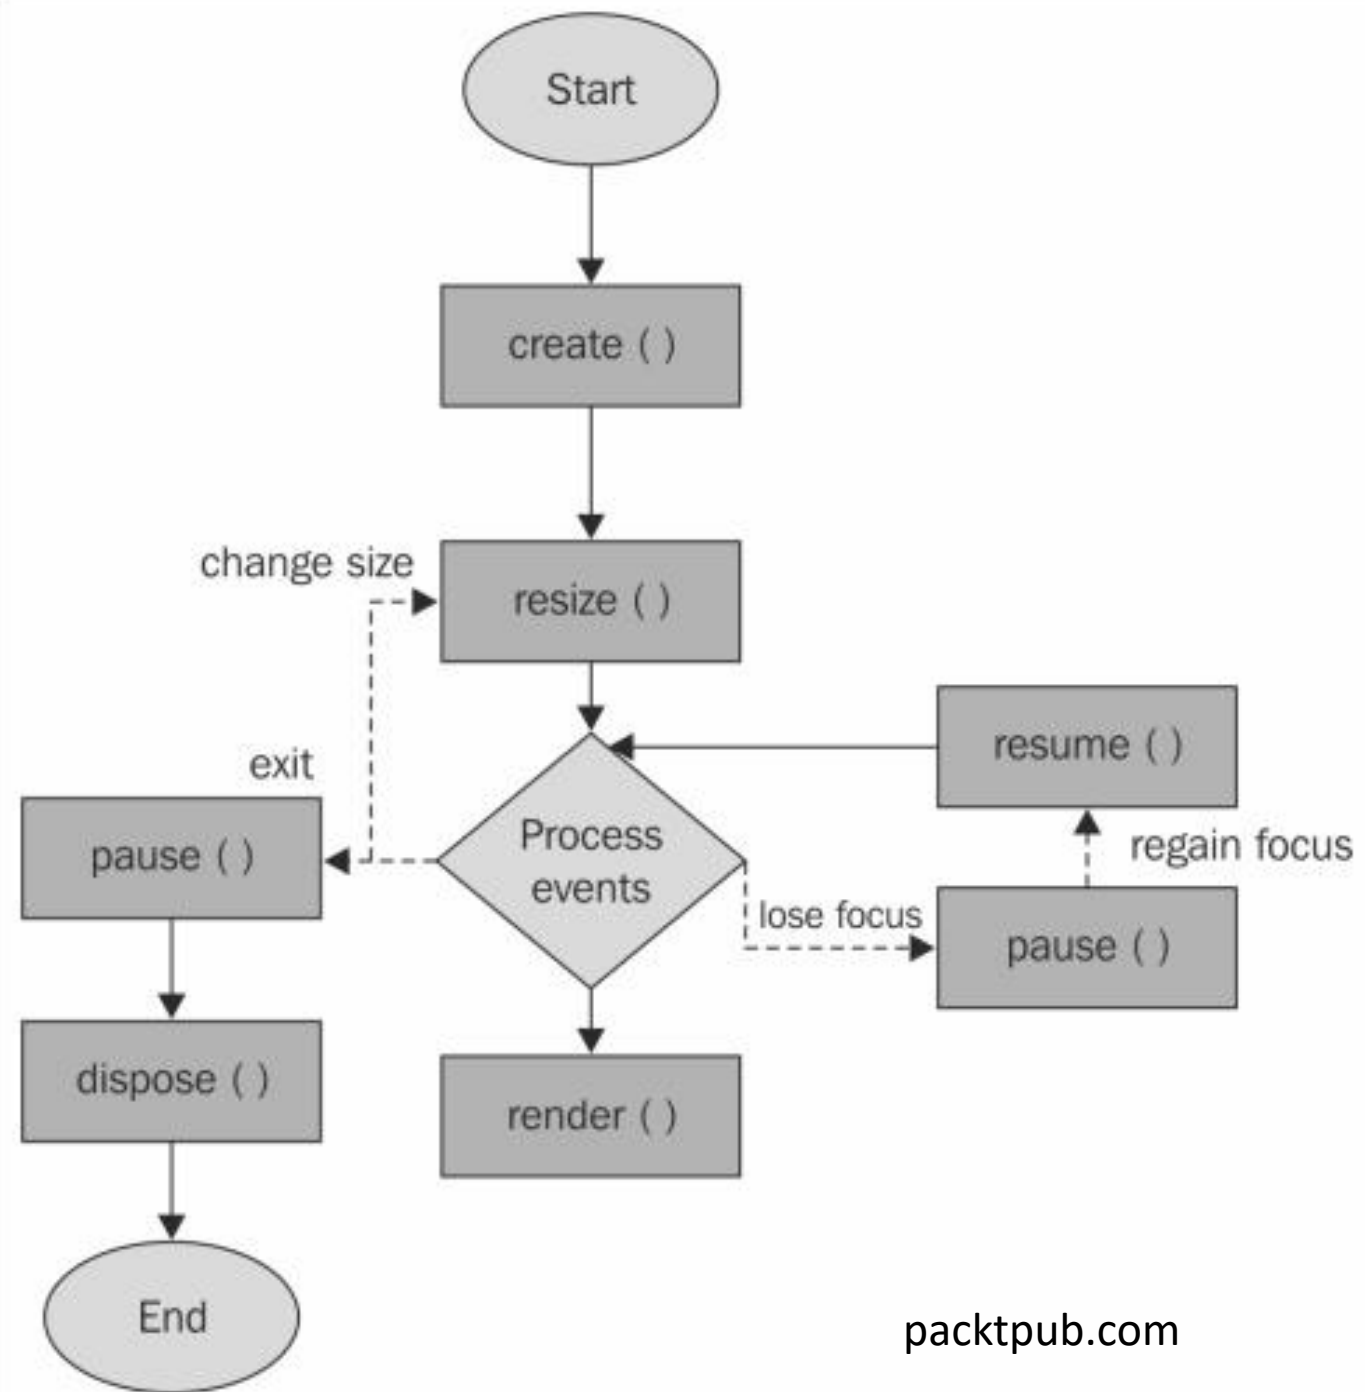 Start
create ( )
change size
resize ( )
resume ( )
exit
Process
events
pause ( )
regain focus
lose focus
pause ( )
dispose ( )
render ( )
End
packtpub.com